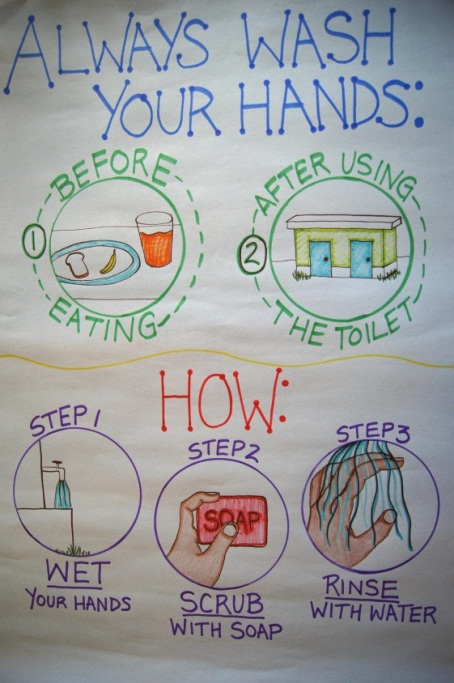 ALWAYS WASH
YOUR HANDS:
1
BEFORE
EATING
2
AFTER USING
THE TOILET
HOW:
STEP 1
WET
YOUR HANDS
STEP 2
SOAP
SCRUB
WITH SOAP
STEP 3
RINSE
WITH WATER